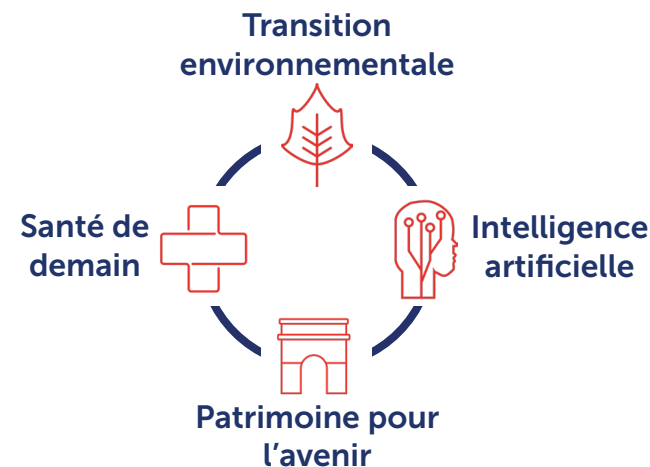 Transition
environnementale
Santé de
demain
Intelligence
artificielle
Patrimoine pour
l'avenir